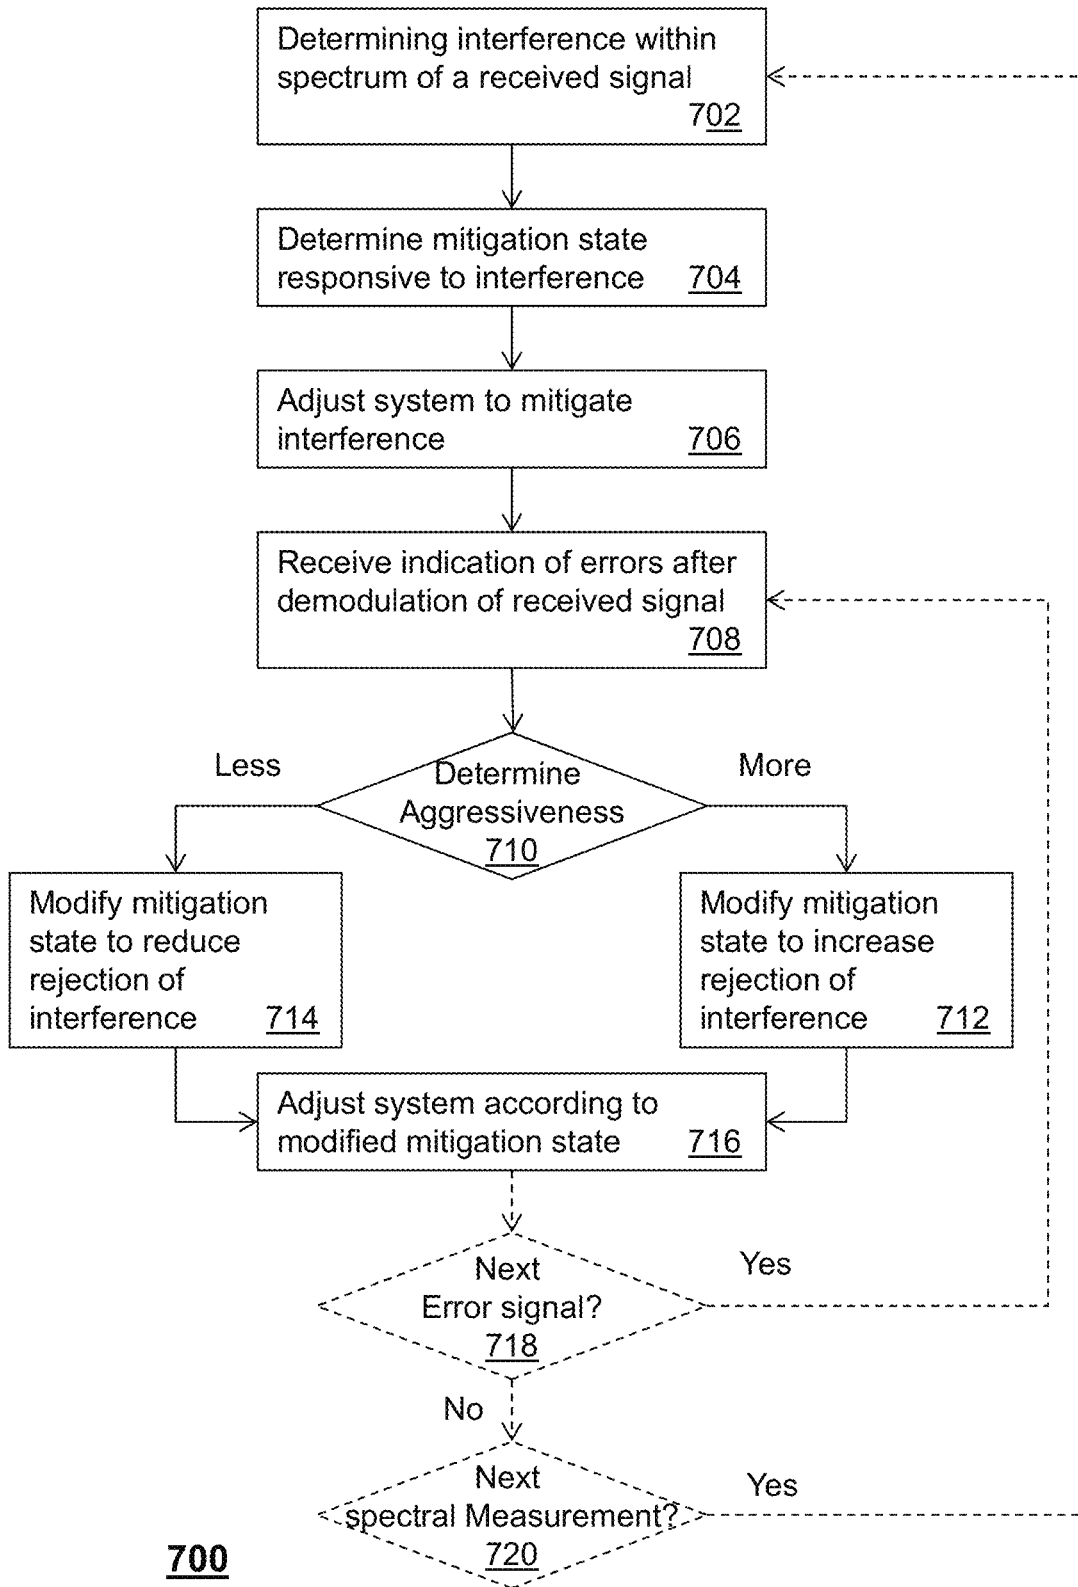 Determining interference within
spectrum of a received signal
702
Determine mitigation state
responsive to interference 704
Adjust system to mitigate
interference 706
Receive indication of errors after
demodulation of received signal
708
Less
More
Determine
Aggressiveness
710
Modify mitigation
state to reduce
rejection of
interference 714
Modify mitigation
state to increase
rejection of
interference 712
Adjust system according to
modified mitigation state 716
Next
Error signal?
718
Yes
No
Next
spectral Measurement?
720
Yes
700